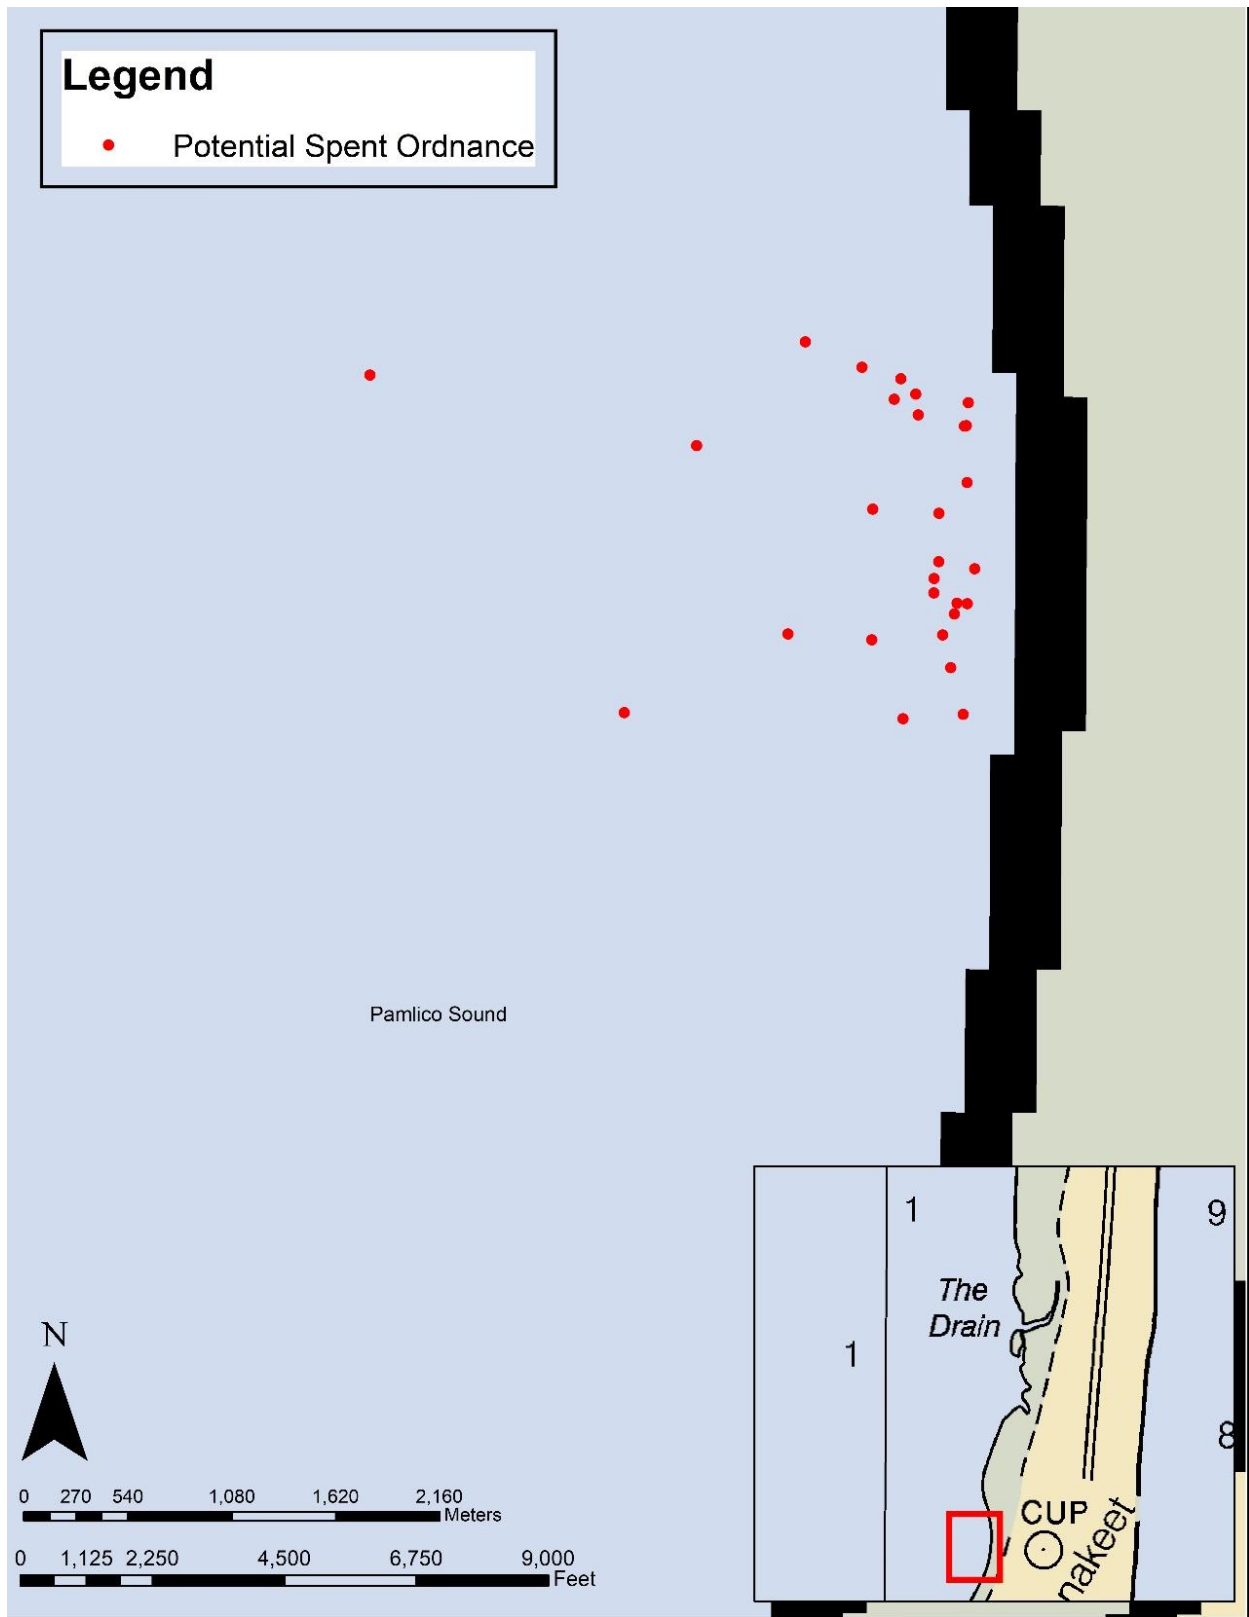 Legend
Potential Spent Ordnance
Pamlico Sound
1
9
The
Drain
1
8
CUP
nakeet
N
0 270 540 1,080 1,620 2,160
Meters
0 1,125 2,250 4,500 6,750 9,000
Feet